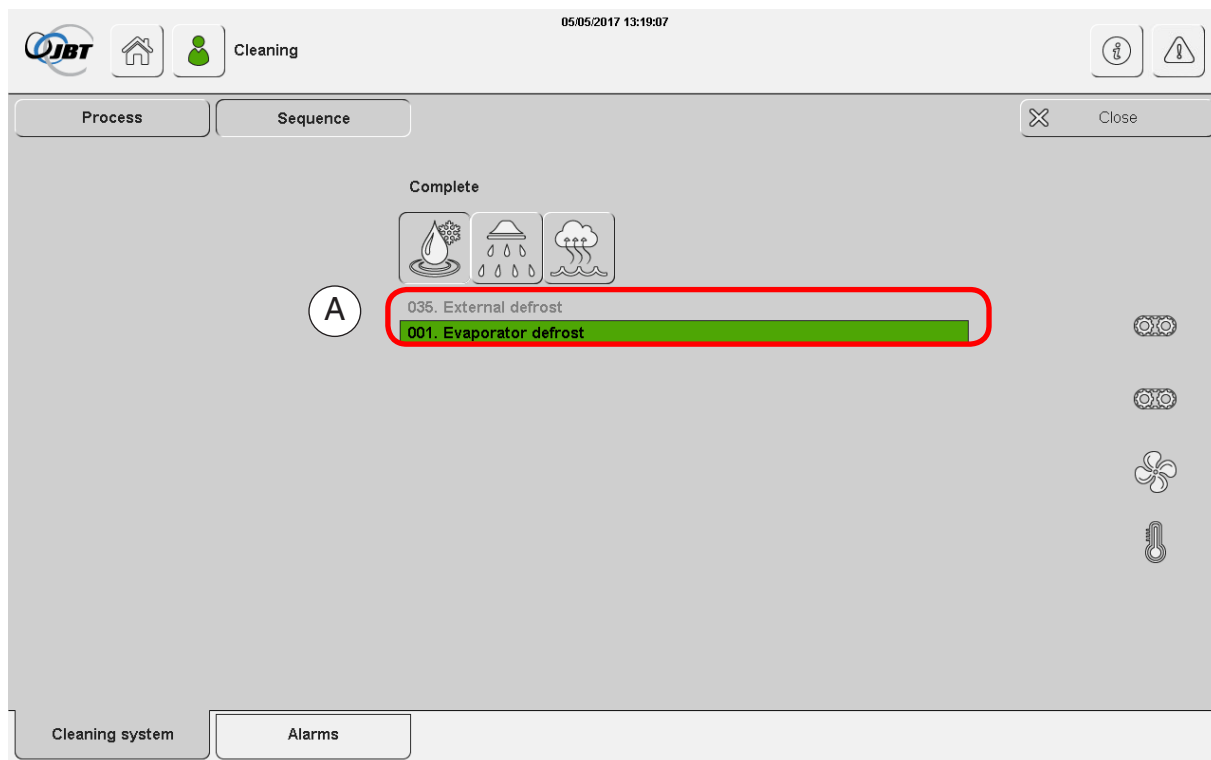 05/05/2017 13:19:07
JBT
Cleaning
Process
Sequence
Close
Complete
A
035. External defrost
001. Evaporator defrost
Cleaning system
Alarms